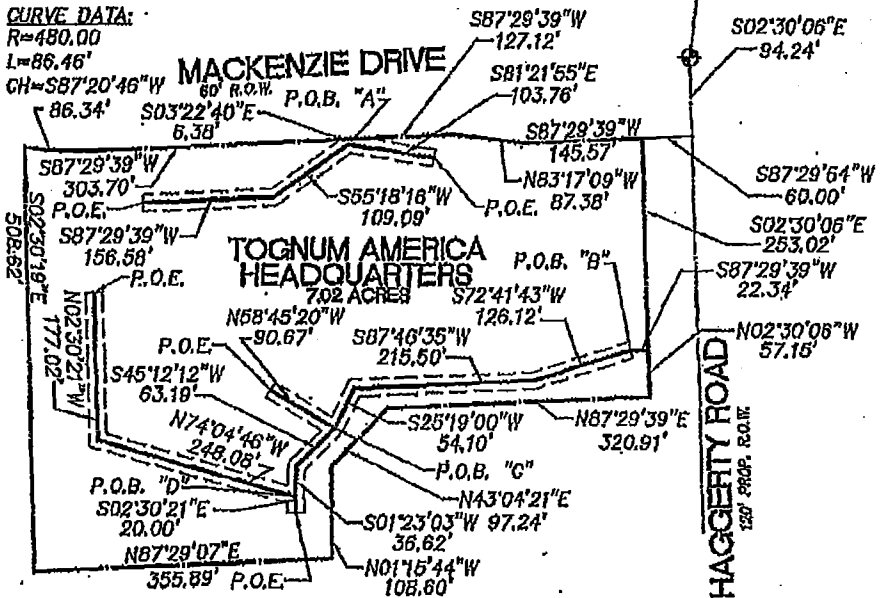 CURVE DATA:
R=480.00
L=86.46'
CH=S87°20'46"W
86.34'
MACKENZIE DRIVE
60' R.O.W.
S87°29'39"W
127.12'
S02°30'06"E
94.24'
S81°21'55"E
103.76'
P.O.B. "A"
S03°22'40"E
6.38'
S87°29'39"W
145.57'
S87°29'39"W
303.70'
N83°17'09"W
87.38'
S87°29'54"W
60.00'
P.O.E.
S55°18'16"W
109.09'
P.O.E.
S87°29'39"W
156.58'
S02°30'06"E
253.02'
S02°30'19"E
508.62'
TOGNUM AMERICA
HEADQUARTERS
7.02 ACRES
P.O.B. "B"
S87°29'39"W
22.34'
P.O.E.
N02°30'21"W
177.02'
N58°45'20"W
90.67'
S72°41'43"W
126.12'
S87°46'35"W
215.50'
N02°30'06"W
57.15'
P.O.E.
S45°12'12"W
63.19'
N74°04'46"W
248.08'
S25°19'00"W
54.10'
N87°29'39"E
320.91'
P.O.B. "C"
P.O.B. "D"
S02°30'21"E
20.00'
N43°04'21"E
97.24'
S01°23'03"W
36.62'
N87°29'07"E
355.89'
P.O.E.
N01°15'44"W
108.60'
HAGGERTY ROAD
120' PROP. R.O.W.